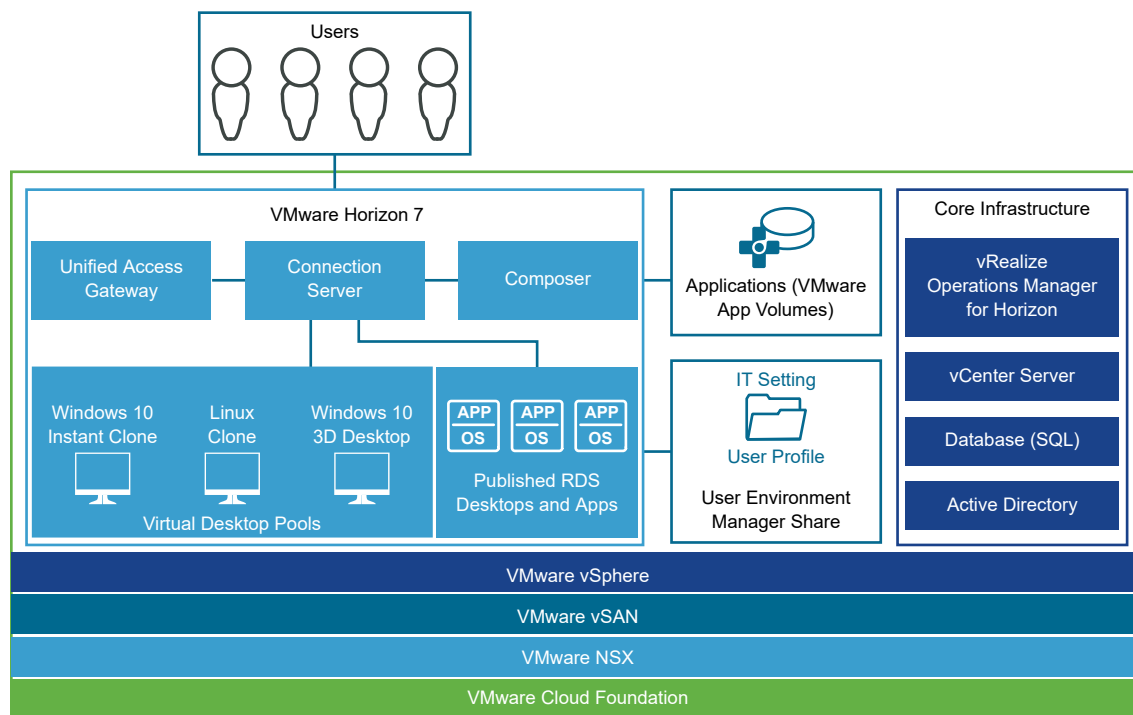 Users
VMware Horizon 7
Unified Access
Gateway
Connection
Server
Composer
Windows 10
Instant Clone
Linux
Clone
Windows 10
3D Desktop
Virtual Desktop Pools
APP
OS
APP
OS
APP
OS
Published RDS
Desktops and Apps
Applications (VMware
App Volumes)
IT Setting
User Profile
User Environment
Manager Share
Core Infrastructure
vRealize
Operations Manager
for Horizon
vCenter Server
Database (SQL)
Active Directory
VMware vSphere
VMware vSAN
VMware NSX
VMware Cloud Foundation